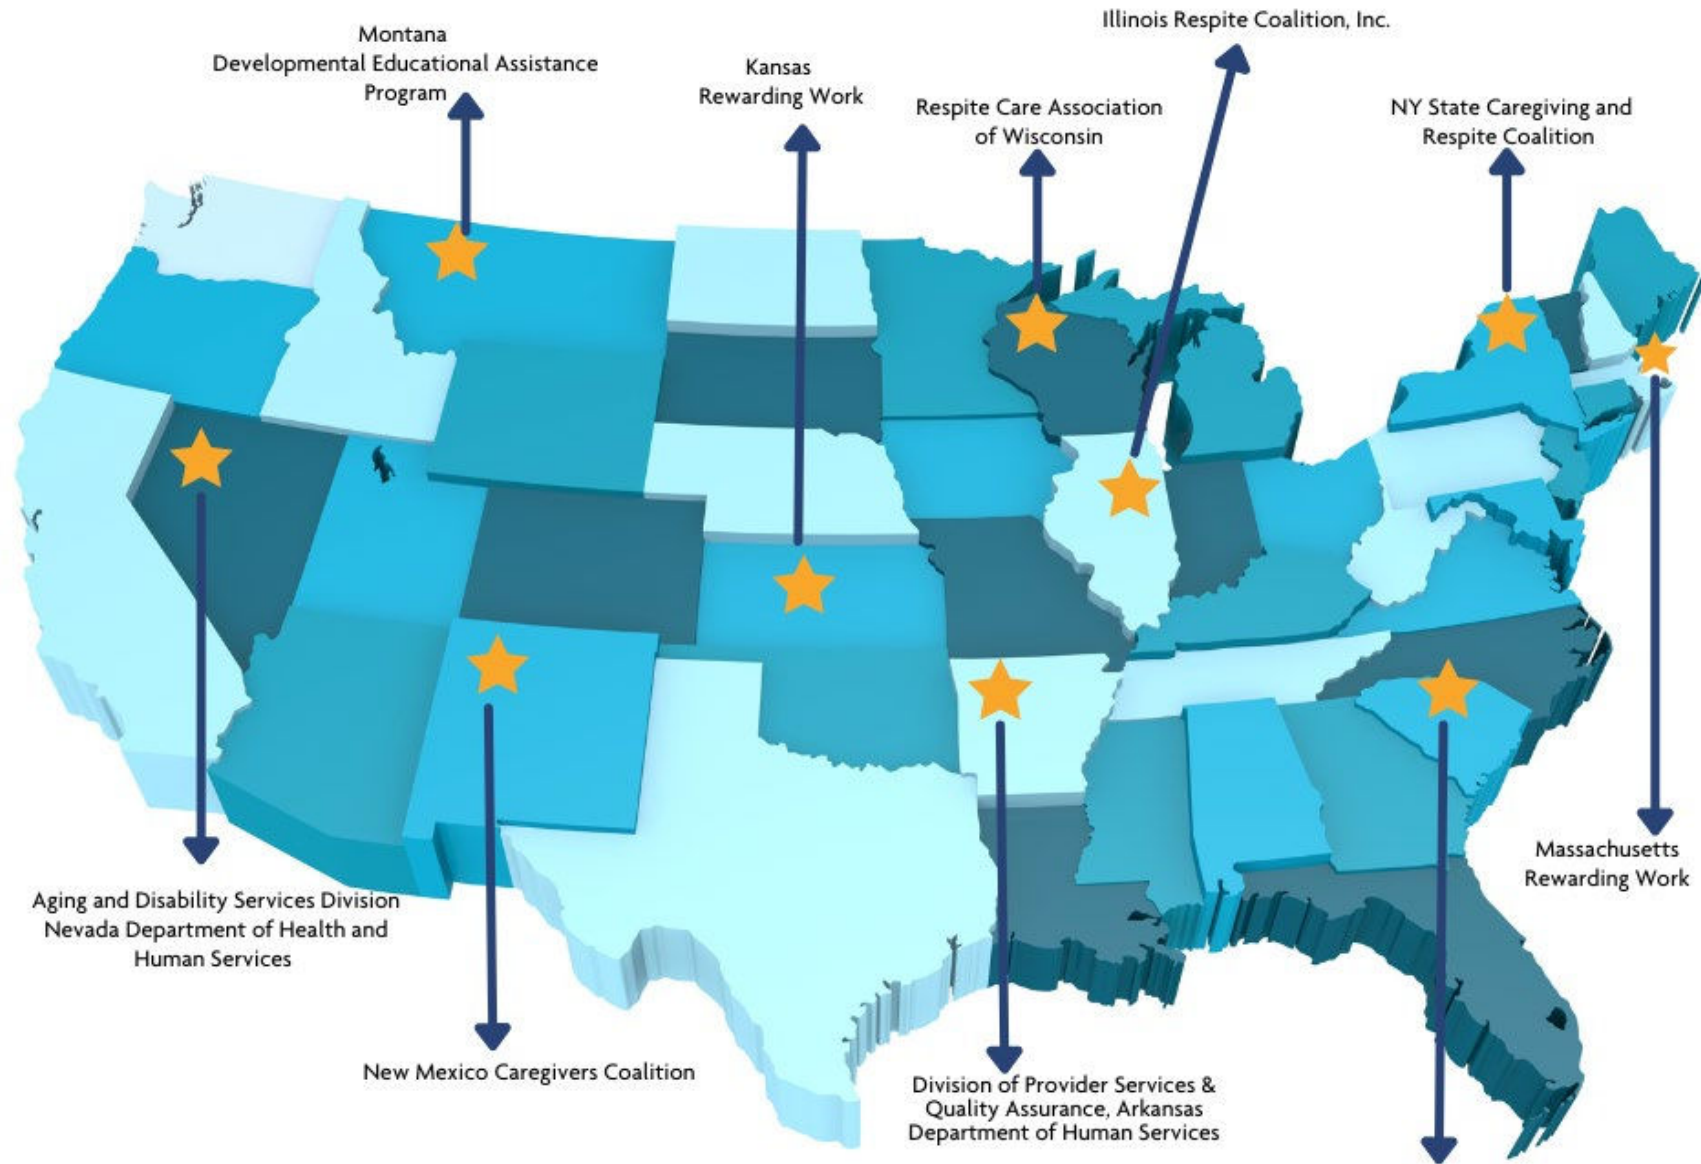 Illinois Respite Coalition, Inc.
Montana
Developmental Educational Assistance
Program
Kansas
Rewarding Work
Respite Care Association
of Wisconsin
NY State Caregiving and
Respite Coalition
Massachusetts
Rewarding Work
Aging and Disability Services Division
Nevada Department of Health and
Human Services
New Mexico Caregivers Coalition
Division of Provider Services &
Quality Assurance, Arkansas
Department of Human Services